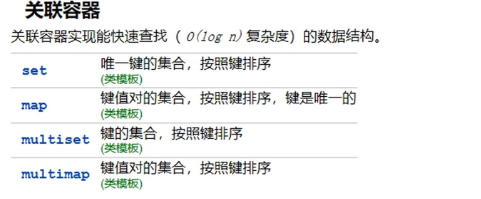 关联容器
关联容器实现能快速查找（ O(log n) 复杂度）的数据结构。
set
唯一键的集合，按照键排序
(类模板)
map
键值对的集合，按照键排序，键是唯一的
(类模板)
multiset
键的集合，按照键排序
(类模板)
multimap
键值对的集合，按照键排序
(类模板)